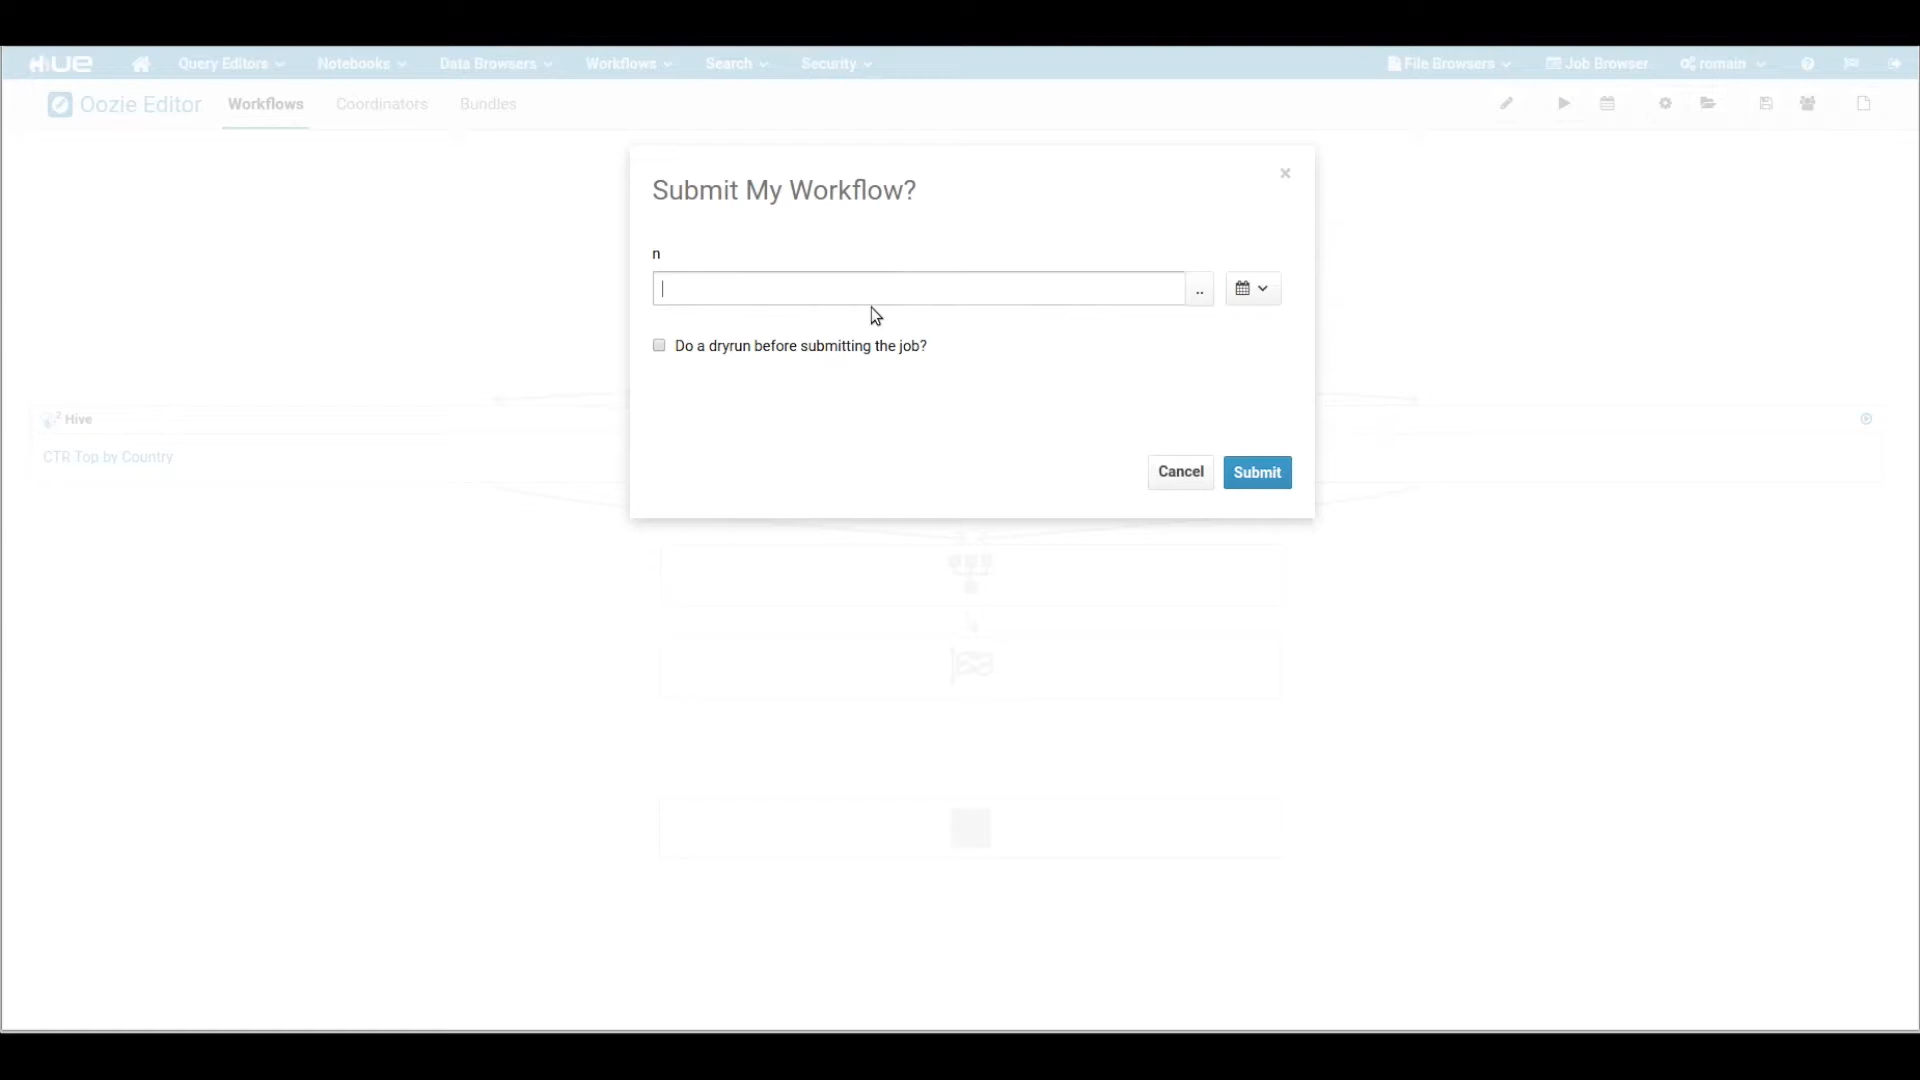 HUE Query Editors Notebooks Data Browsers Workflows Search Security File Browsers Job Browser romain
Oozie Editor Workflows Coordinators Bundles
Submit My Workflow?
×
n
..
Do a dryrun before submitting the job?
Hive
CTR Top by Country
Cancel Submit